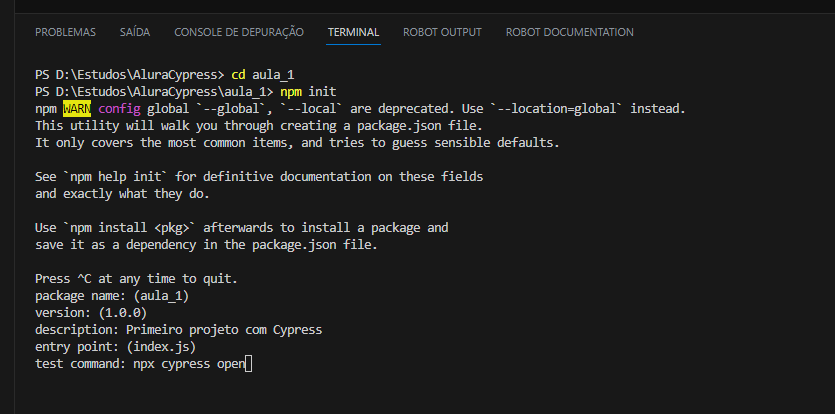 PROBLEMAS SAÍDA CONSOLE DE DEPURAÇÃO TERMINAL ROBOT OUTPUT ROBOT DOCUMENTATION
PS D:\Estudos\AluraCypress> cd aula_1
PS D:\Estudos\AluraCypress\aula_1> npm init
npm WARN config global `--global`, `--local` are deprecated. Use `--location=global` instead.
This utility will walk you through creating a package.json file.
It only covers the most common items, and tries to guess sensible defaults.
See `npm help init` for definitive documentation on these fields
and exactly what they do.
Use `npm install <pkg>` afterwards to install a package and
save it as a dependency in the package.json file.
Press ^C at any time to quit.
package name: (aula_1)
version: (1.0.0)
description: Primeiro projeto com Cypress
entry point: (index.js)
test command: npx cypress open